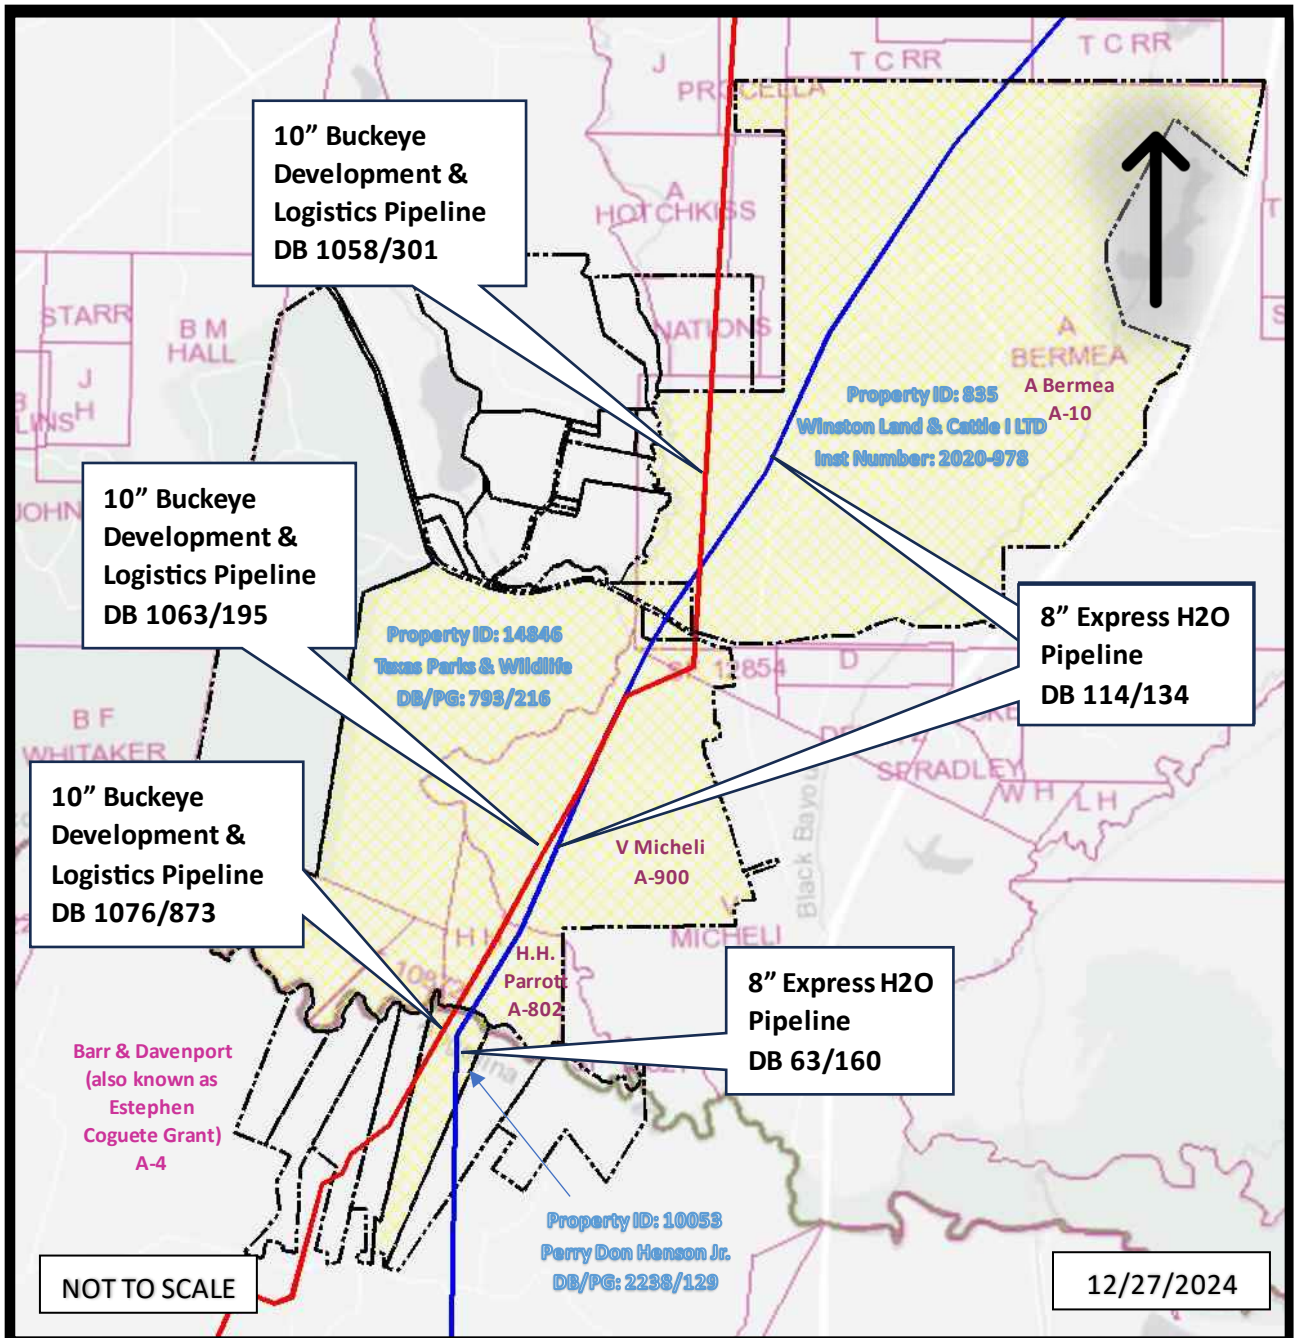 T C RR
T C RR
J
PROCELLA
10” Buckeye
Development &
Logistics Pipeline
DB 1058/301
A
HOTCHKISS
T
S
STARR
B M
HALL
NATIONS
A
BERMEA
A Bermea
A-10
J
H
LINS
JOHN
Property ID: 835
Winston Land & Cattle I LTD
Inst Number: 2020-978
10” Buckeye
Development &
Logistics Pipeline
DB 1063/195
8” Express H2O
Pipeline
DB 114/134
Property ID: 14846
Texas Parks & Wildlife
DB/PG: 793/216
12854
D
B F
WHITAKER
SPRADLEY
W H
L H
Black Bayou
10” Buckeye
Development &
Logistics Pipeline
DB 1076/873
V Micheli
A-900
V
MICHELI
H H
H.H.
Parrott
A-802
8” Express H2O
Pipeline
DB 63/160
Barr & Davenport
(also known as
Estephen
Coguete Grant)
A-4
Property ID: 10053
Perry Don Henson Jr.
DB/PG: 2238/129
NOT TO SCALE
12/27/2024